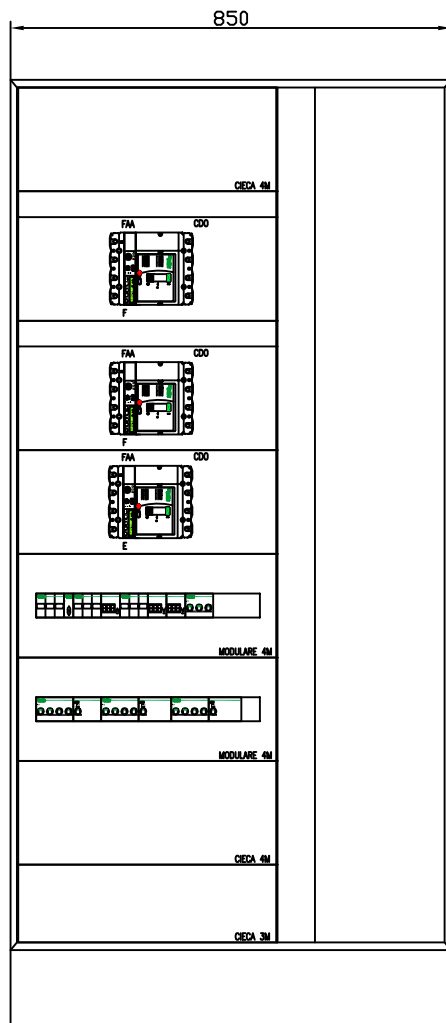 850
CIECA 4M
FAA CDO
F
FAA CDO
F
FAA CDO
E
MODULARE 4M
MODULARE 4M
CIECA 4M
CIECA 3M